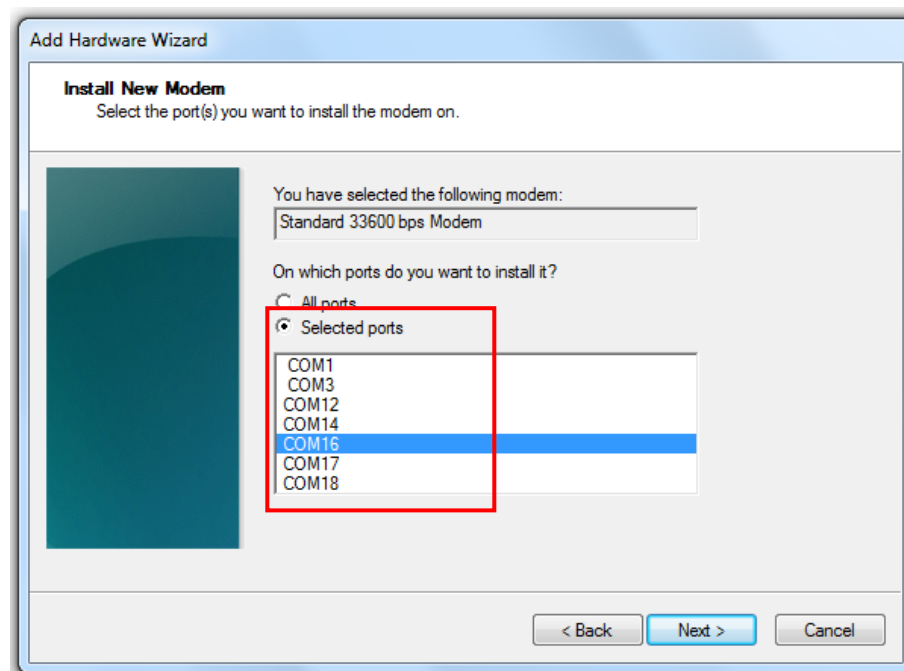 Add Hardware Wizard
Install New Modem
Select the port(s) you want to install the modem on.
You have selected the following modem:
Standard 33600 bps Modem
On which ports do you want to install it?
All ports
Selected ports
COM1
COM3
COM12
COM14
COM16
COM17
COM18
< Back Next > Cancel